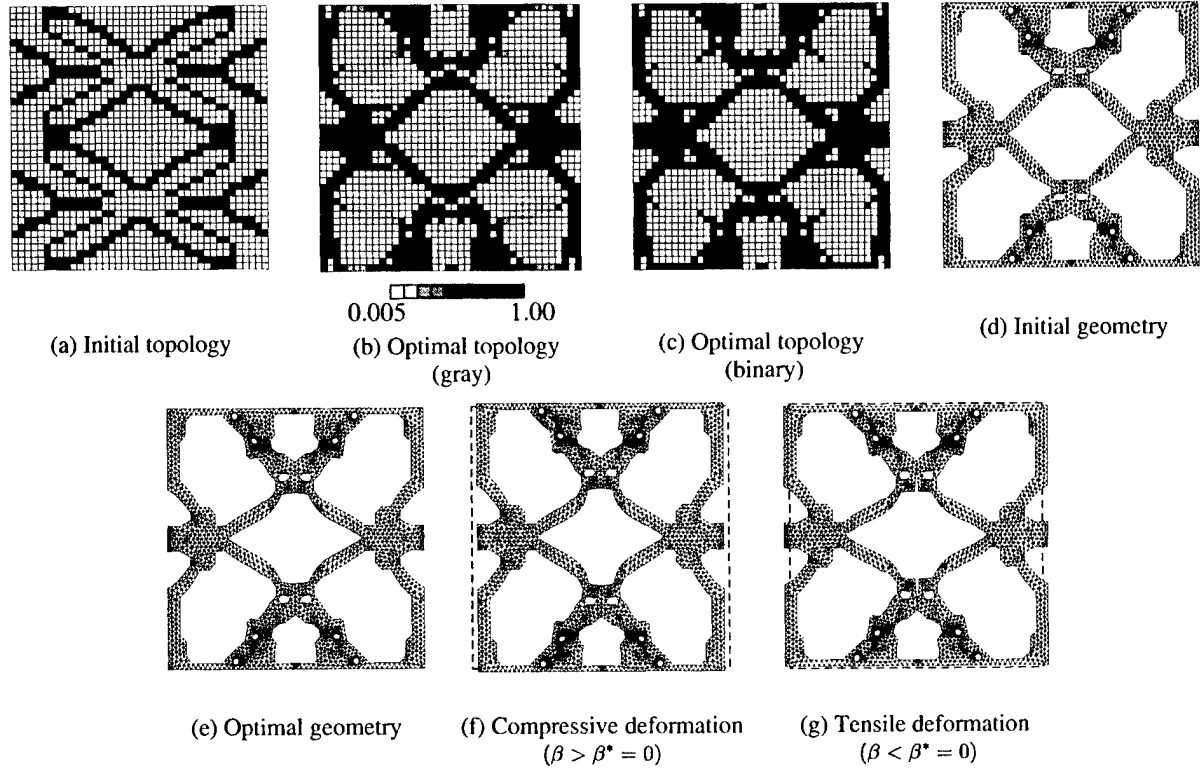 0.005 1.00
(a) Initial topology
(b) Optimal topology
(gray)
(c) Optimal topology
(binary)
(d) Initial geometry
(e) Optimal geometry
(f) Compressive deformation
(β > β* = 0)
(g) Tensile deformation
(β < β* = 0)